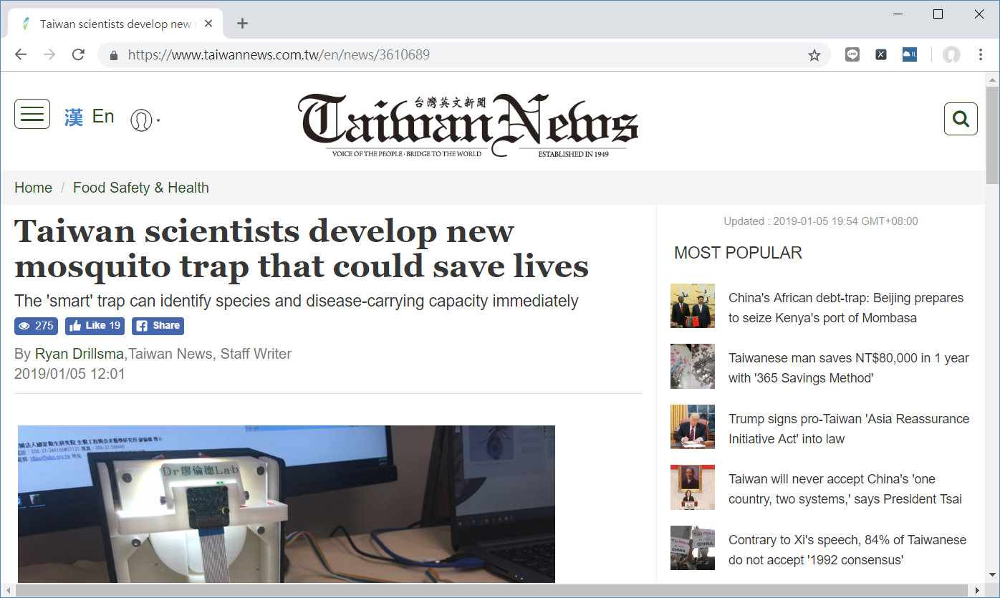 Taiwan scientists develop new
https://www.taiwannews.com.tw/en/news/3610689
漢 En
台灣英文新聞
Taiwan News
VOICE OF THE PEOPLE · BRIDGE TO THE WORLD
ESTABLISHED IN 1949
Home / Food Safety & Health
Taiwan scientists develop new
mosquito trap that could save lives
The 'smart' trap can identify species and disease-carrying capacity immediately
275 Like 19 Share
By Ryan Drillsma,Taiwan News, Staff Writer
2019/01/05 12:01
Dr廖倫德Lab
Updated : 2019-01-05 19:54 GMT+08:00
MOST POPULAR
China's African debt-trap: Beijing prepares
to seize Kenya's port of Mombasa
Taiwanese man saves NT$80,000 in 1 year
with '365 Savings Method'
Trump signs pro-Taiwan 'Asia Reassurance
Initiative Act' into law
Taiwan will never accept China's 'one
country, two systems,' says President Tsai
Contrary to Xi's speech, 84% of Taiwanese
do not accept '1992 consensus'